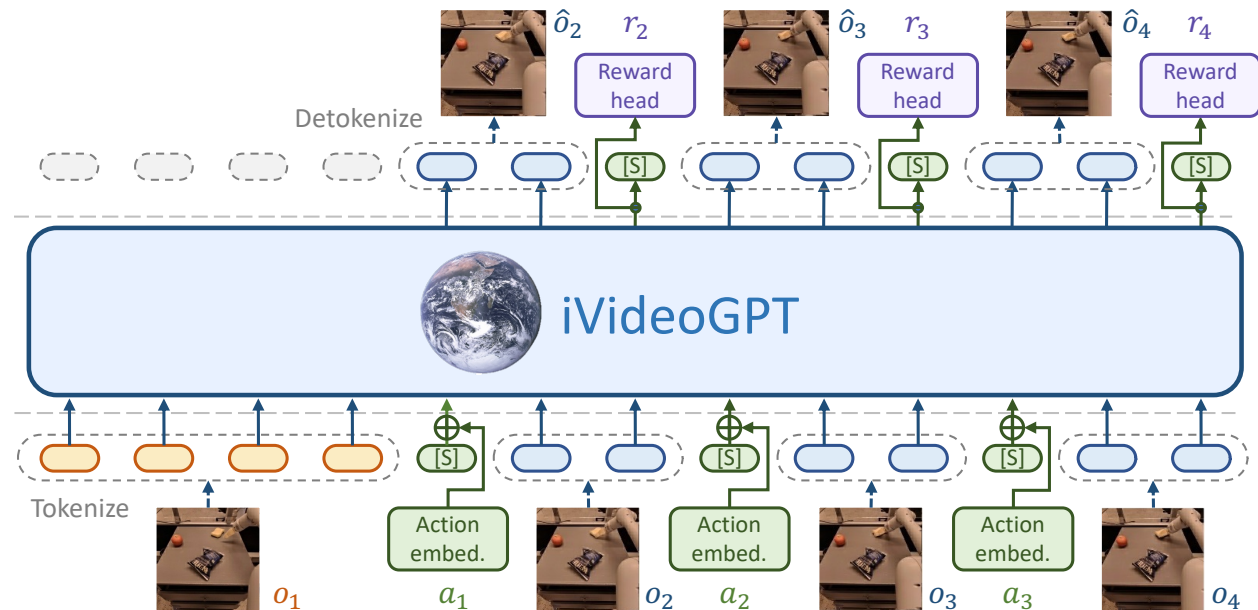 ô₂ r₂ ô₃ r₃ ô₄ r₄
Reward
head
Reward
head
Reward
head
Detokenize
[S] [S] [S]
iVideoGPT
[S] [S] [S]
Tokenize
Action
embed.
Action
embed.
Action
embed.
o₁ a₁ o₂ a₂ o₃ a₃ o₄